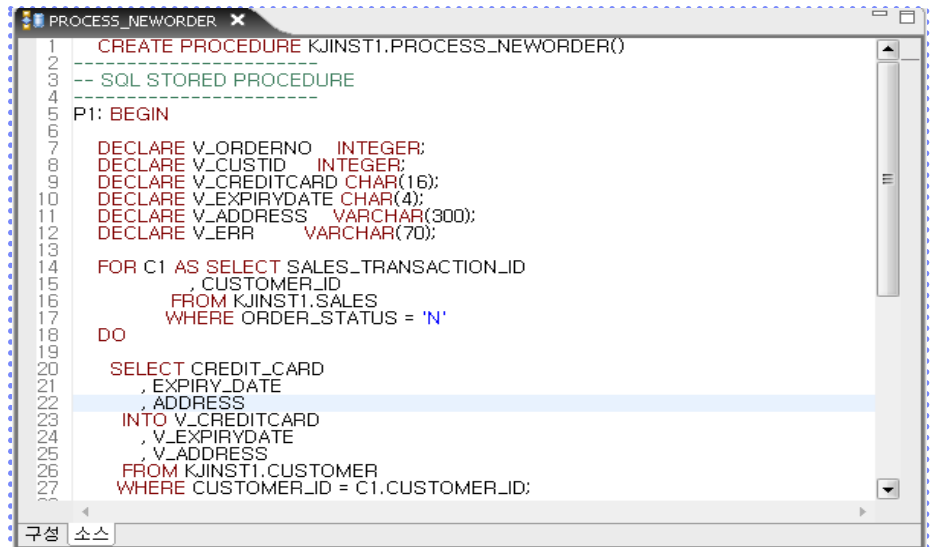 PROCESS_NEWORDER
1 CREATE PROCEDURE KJINST1.PROCESS_NEWORDER()
2 -----------------------
3 -- SQL STORED PROCEDURE
4 -----------------------
5 P1: BEGIN
6
7 DECLARE V_ORDERNO INTEGER;
8 DECLARE V_CUSTID INTEGER;
9 DECLARE V_CREDITCARD CHAR(16);
10 DECLARE V_EXPIRYDATE CHAR(4);
11 DECLARE V_ADDRESS VARCHAR(300);
12 DECLARE V_ERR VARCHAR(70);
13
14 FOR C1 AS SELECT SALES_TRANSACTION_ID
15 , CUSTOMER_ID
16 FROM KJINST1.SALES
17 WHERE ORDER_STATUS = 'N'
18 DO
19
20 SELECT CREDIT_CARD
21 , EXPIRY_DATE
22 , ADDRESS
23 INTO V_CREDITCARD
24 , V_EXPIRYDATE
25 , V_ADDRESS
26 FROM KJINST1.CUSTOMER
27 WHERE CUSTOMER_ID = C1.CUSTOMER_ID;
구성 소스